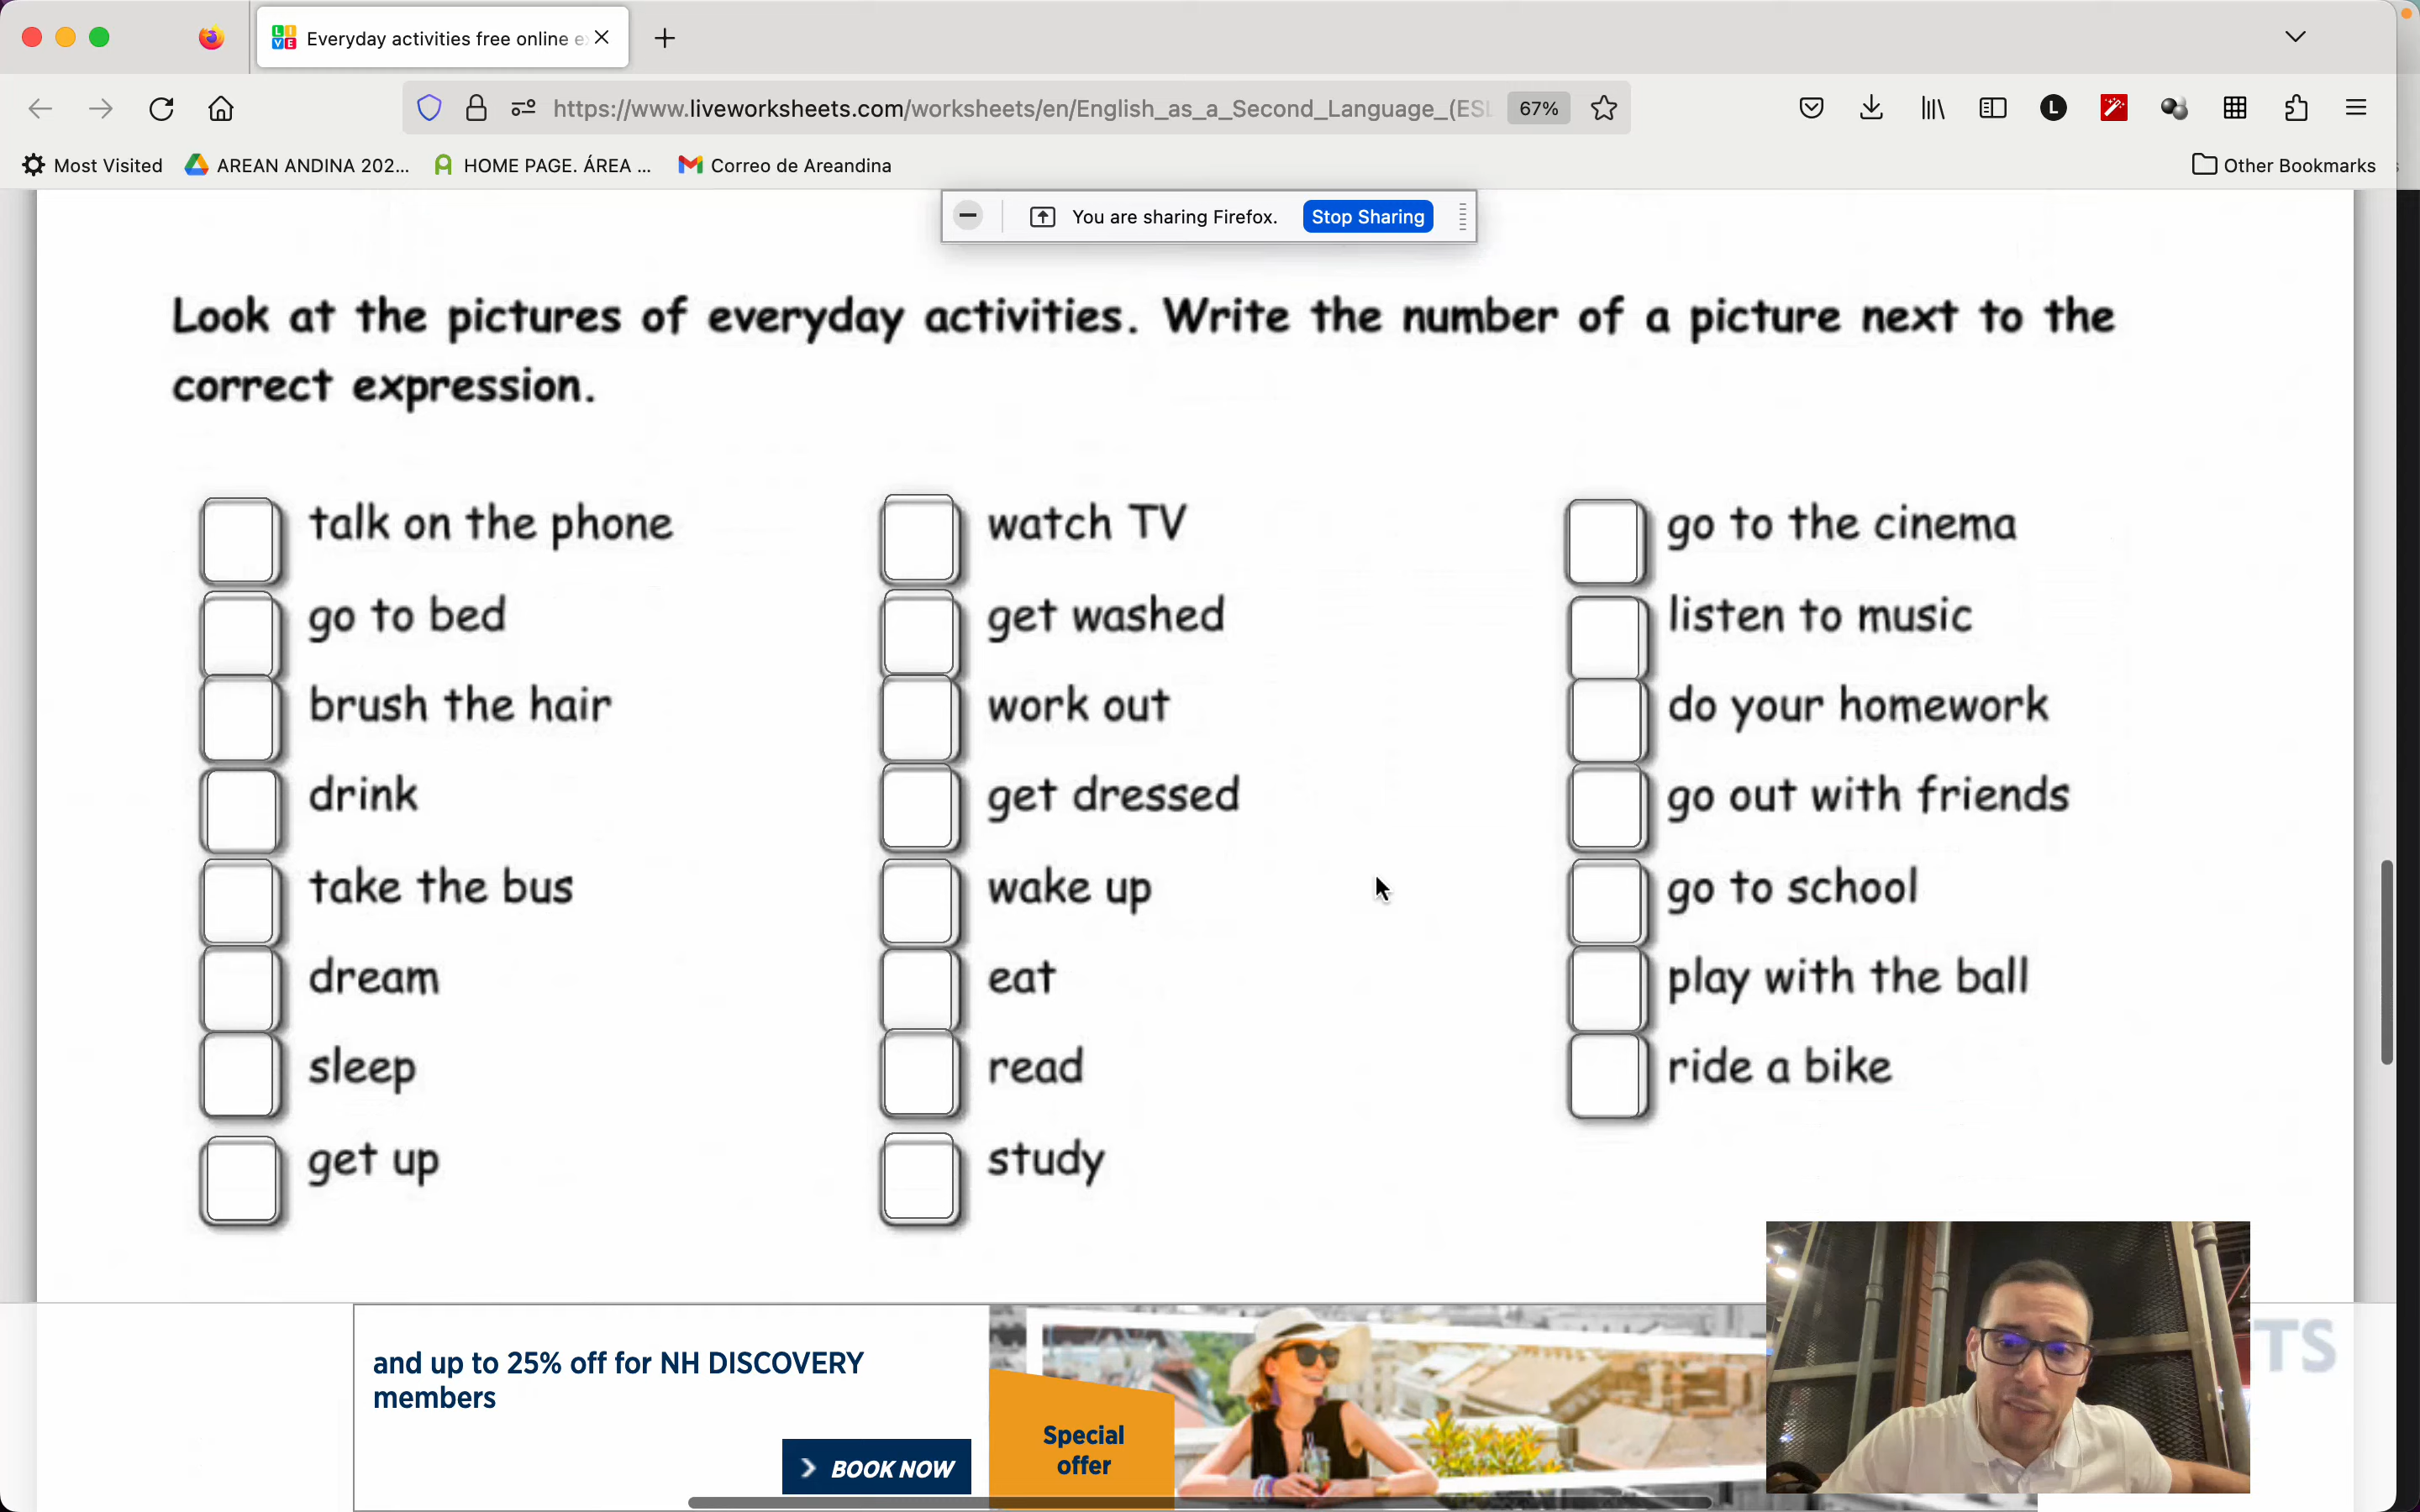 LIVE
Everyday activities free online e
https://www.liveworksheets.com/worksheets/en/English_as_a_Second_Language_(ESL
67%
L
Most Visited
AREAN ANDINA 202...
HOME PAGE. ÁREA ...
Correo de Areandina
Other Bookmarks
You are sharing Firefox.
Stop Sharing
Look at the pictures of everyday activities. Write the number of a picture next to the
correct expression.
talk on the phone
go to bed
brush the hair
drink
take the bus
dream
sleep
get up
watch TV
get washed
work out
get dressed
wake up
eat
read
study
go to the cinema
listen to music
do your homework
go out with friends
go to school
play with the ball
ride a bike
and up to 25% off for NH DISCOVERY
members
BOOK NOW
Special
offer
TS